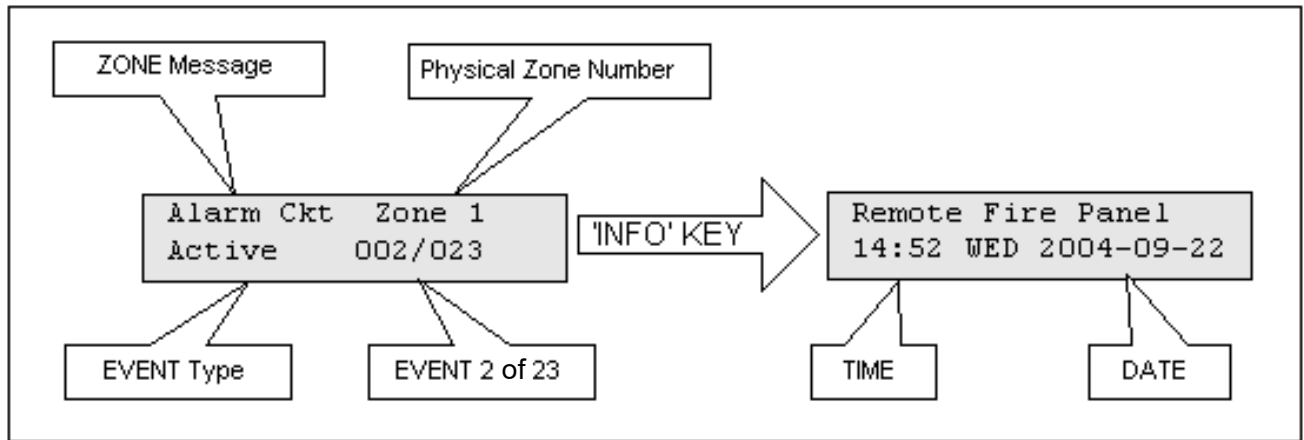 ZONE Message
Physical Zone Number
Alarm Ckt Zone 1
Active 002/023
'INFO' KEY
Remote Fire Panel
14:52 WED 2004-09-22
EVENT Type
EVENT 2 of 23
TIME
DATE